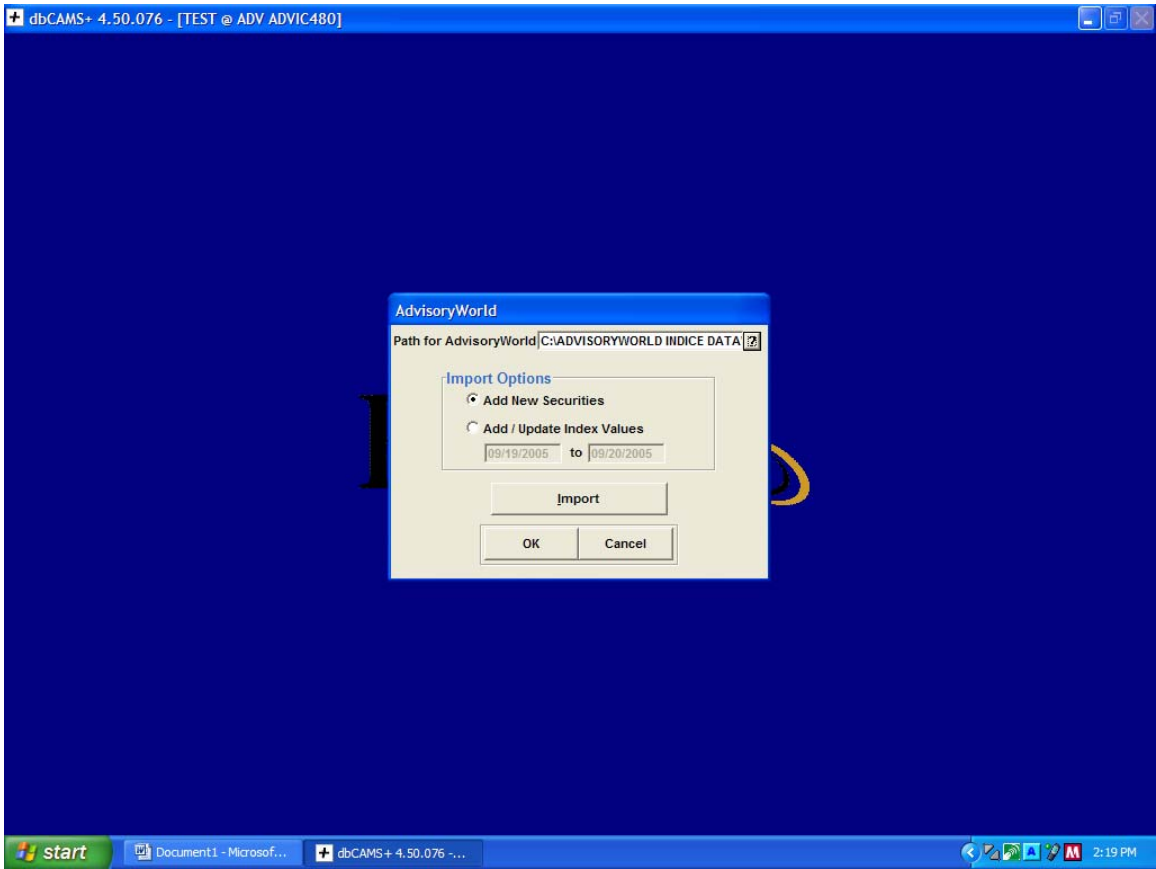 dbCAMS+ 4.50.076 - [TEST @ ADV ADVIC480]
AdvisoryWorld
Path for AdvisoryWorld C:\ADVISORYWORLD INDICE DATA ?
Import Options
Add New Securities
Add / Update Index Values
09/19/2005 to 09/20/2005
Import
OK Cancel
start Document1 - Microsof... dbCAMS+ 4.50.076 -... A M 2:19 PM